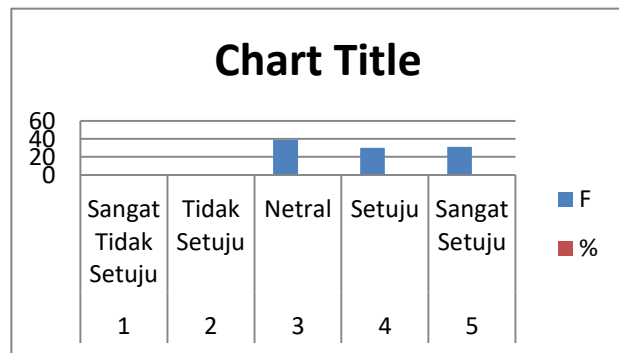 Chart Title
60
40
20
0
Sangat
Tidak
Setuju
Tidak
Setuju
Netral
Setuju
Sangat
Setuju
1
2
3
4
5
F
%